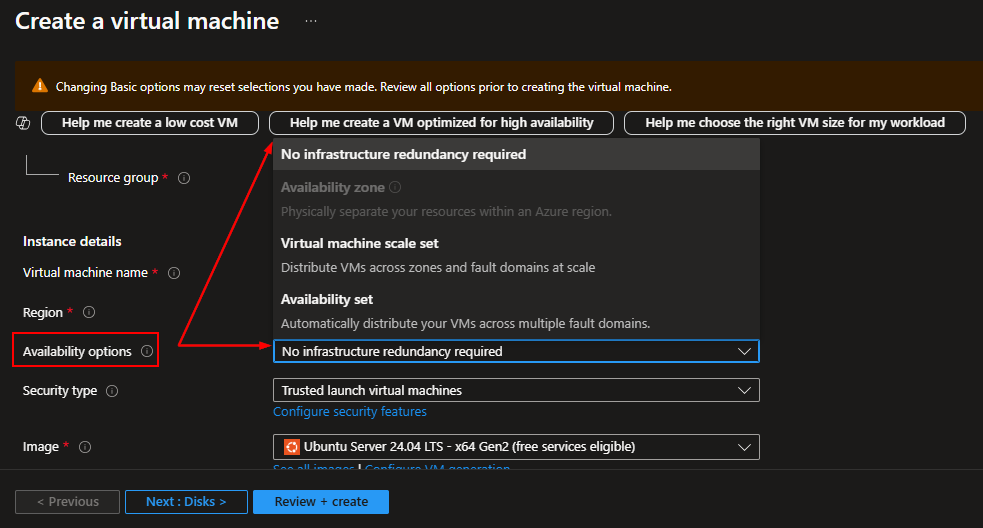 Create a virtual machine ...
Changing Basic options may reset selections you have made. Review all options prior to creating the virtual machine.
Help me create a low cost VM
Help me create a VM optimized for high availability
Help me choose the right VM size for my workload
No infrastructure redundancy required
Resource group *
Availability zone
Physically separate your resources within an Azure region.
Instance details
Virtual machine scale set
Virtual machine name *
Distribute VMs across zones and fault domains at scale
Availability set
Region *
Automatically distribute your VMs across multiple fault domains.
Availability options
No infrastructure redundancy required
Security type
Trusted launch virtual machines
Configure security features
Image *
Ubuntu Server 24.04 LTS - x64 Gen2 (free services eligible)
See all images | Configure VM generation
< Previous
Next : Disks >
Review + create